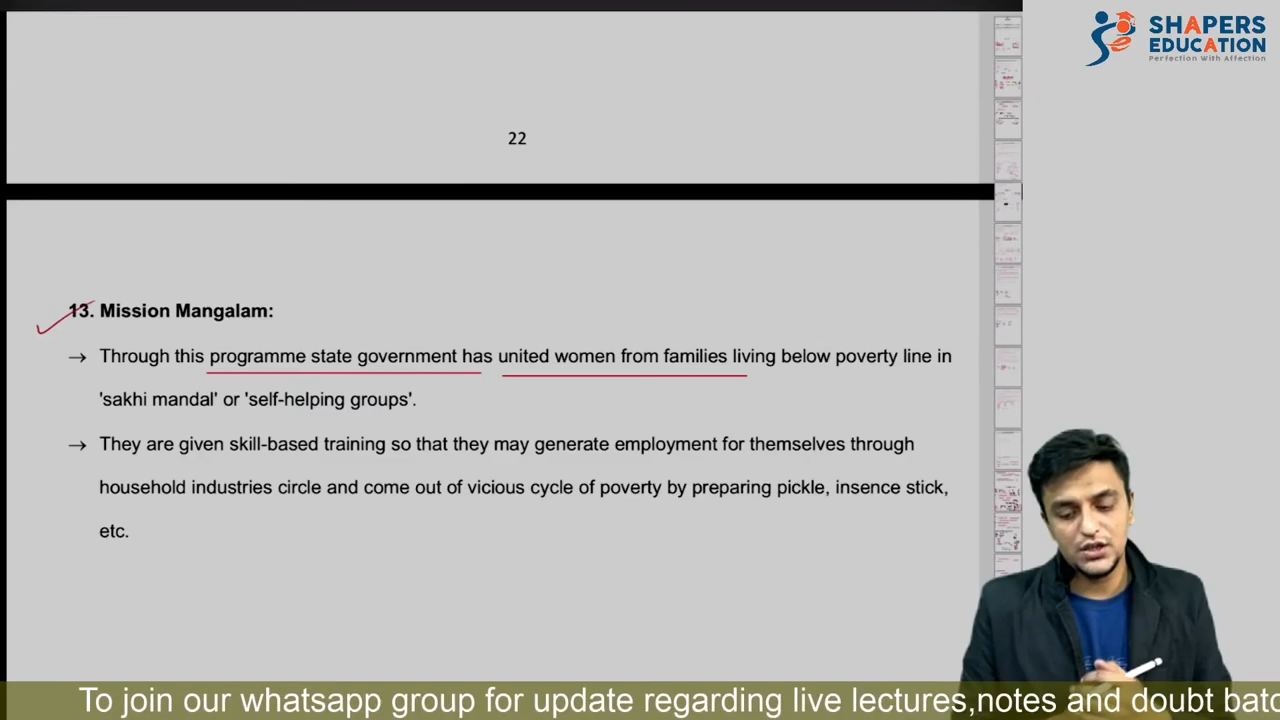 SHAPERS
EDUCATION
Perfection With Affection
22
13. Mission Mangalam:
→ Through this programme state government has united women from families living below poverty line in
'sakhi mandal' or 'self-helping groups'.
→ They are given skill-based training so that they may generate employment for themselves through
household industries circle and come out of vicious cycle of poverty by preparing pickle, insence stick,
etc.
To join our whatsapp group for update regarding live lectures,notes and doubt batc